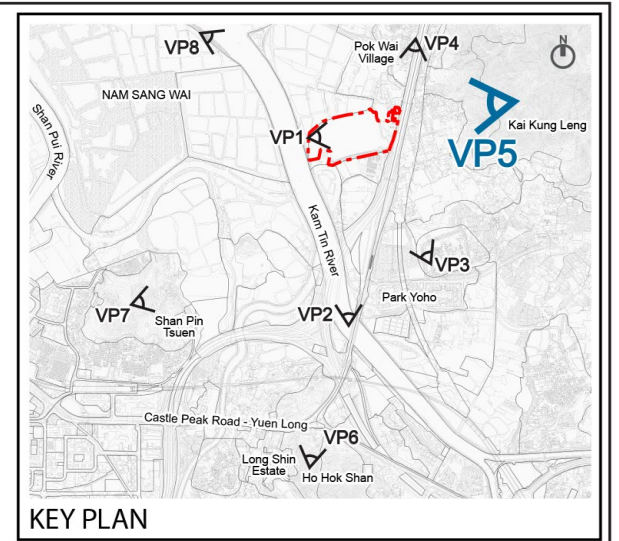 VP8
Pok Wai
Village
VP4
N
NAM SANG WAI
Kai Kung Leng
VP5
VP1
Shan Pui River
Kam Tin River
VP3
Park Yoho
VP7
Shan Pin
Tsuen
VP2
Castle Peak Road - Yuen Long
VP6
Long Shin
Estate
Ho Hok Shan
KEY PLAN